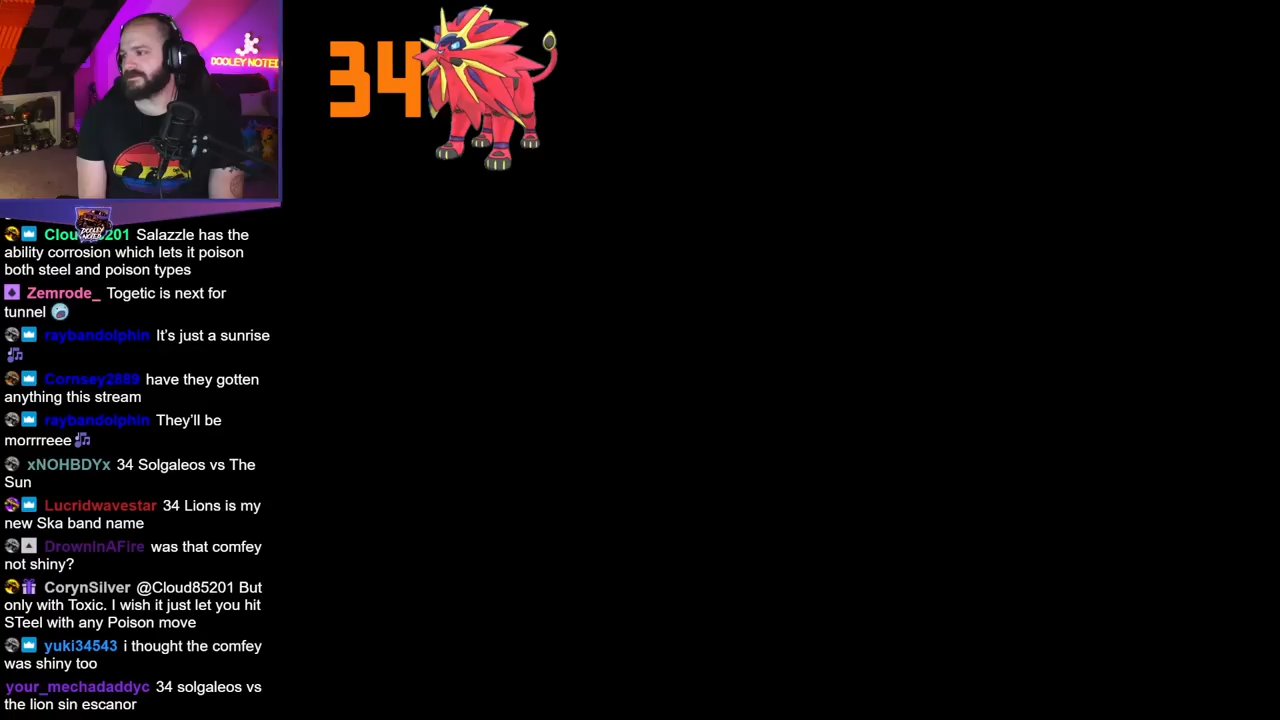 DOOLEY NOTED
34
DOOLEY
NOTED
Salazzle has the
ability corrosion which lets it poison
both steel and poison types
Zemrode_ Togetic is next for
tunnel
raybandolphin It's just a sunrise
Cornsey2889 have they gotten
anything this stream
raybandolphin They'll be
morrrreee
xNOHBDYx 34 Solgaleos vs The
Sun
Lucridwavestar 34 Lions is my
new Ska band name
DrownInAFire was that comfey
not shiny?
CorynSilver @Cloud85201 But
only with Toxic. I wish it just let you hit
STeel with any Poison move
yuki34543 i thought the comfey
was shiny too
your_mechadaddyc 34 solgaleos vs
the lion sin escanor